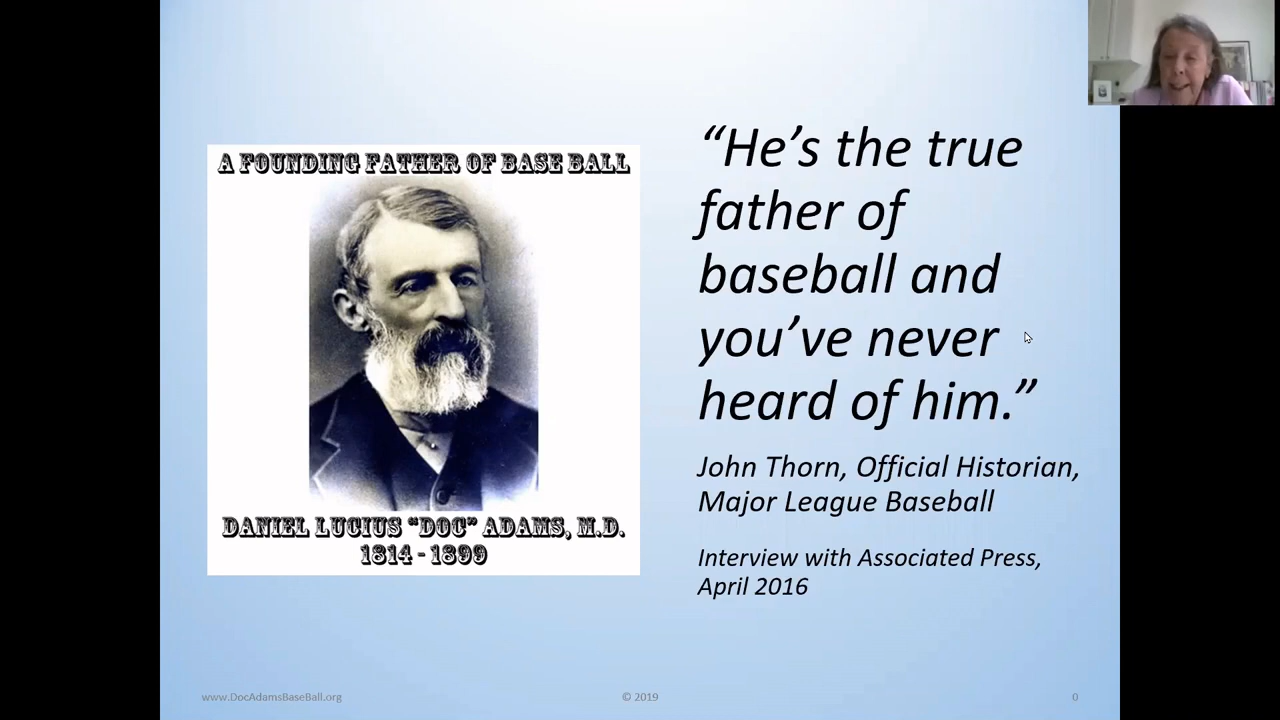 A FOUNDING FATHER OF BASE BALL
DANIEL LUCIUS “DOC” ADAMS, M.D.
1814 - 1899
“He’s the true
father of
baseball and
you’ve never
heard of him.”
John Thorn, Official Historian,
Major League Baseball
Interview with Associated Press,
April 2016
www.DocAdamsBaseBall.org
© 2019
0